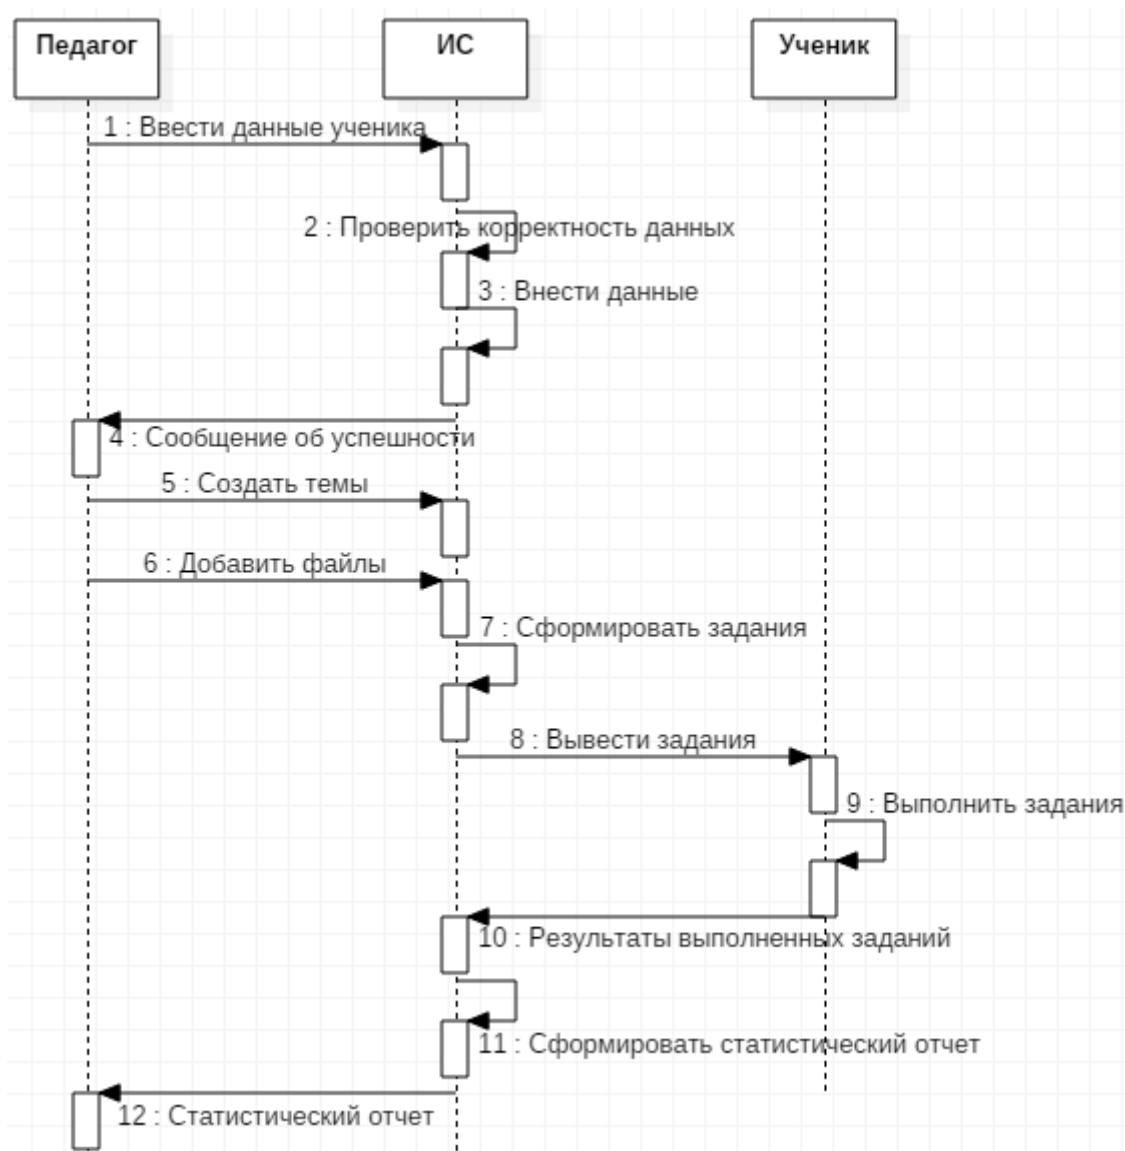 Педагог
ИС
Ученик
1 : Ввести данные ученика
2 : Проверить корректность данных
3 : Внести данные
4 : Сообщение об успешности
5 : Создать темы
6 : Добавить файлы
7 : Сформировать задания
8 : Вывести задания
9 : Выполнить задания
10 : Результаты выполненных заданий
11 : Сформировать статистический отчет
12 : Статистический отчет